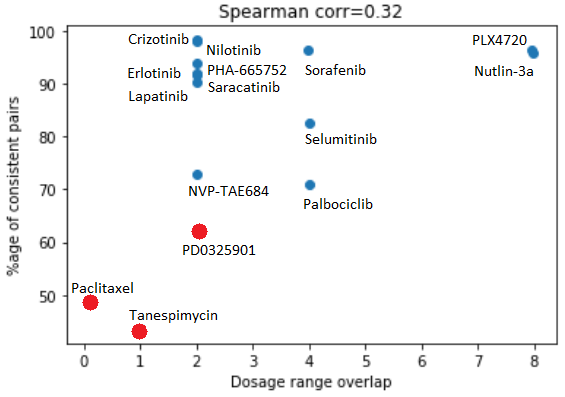 Spearman corr=0.32
%age of consistent pairs
100
90
80
70
60
50
Crizotinib
Nilotinib
PLX4720
Erlotinib
PHA-665752
Sorafenib
Nutlin-3a
Lapatinib
Saracatinib
Selumitinib
NVP-TAE684
Palbociclib
PD0325901
Paclitaxel
Tanespimycin
0 1 2 3 4 5 6 7 8
Dosage range overlap